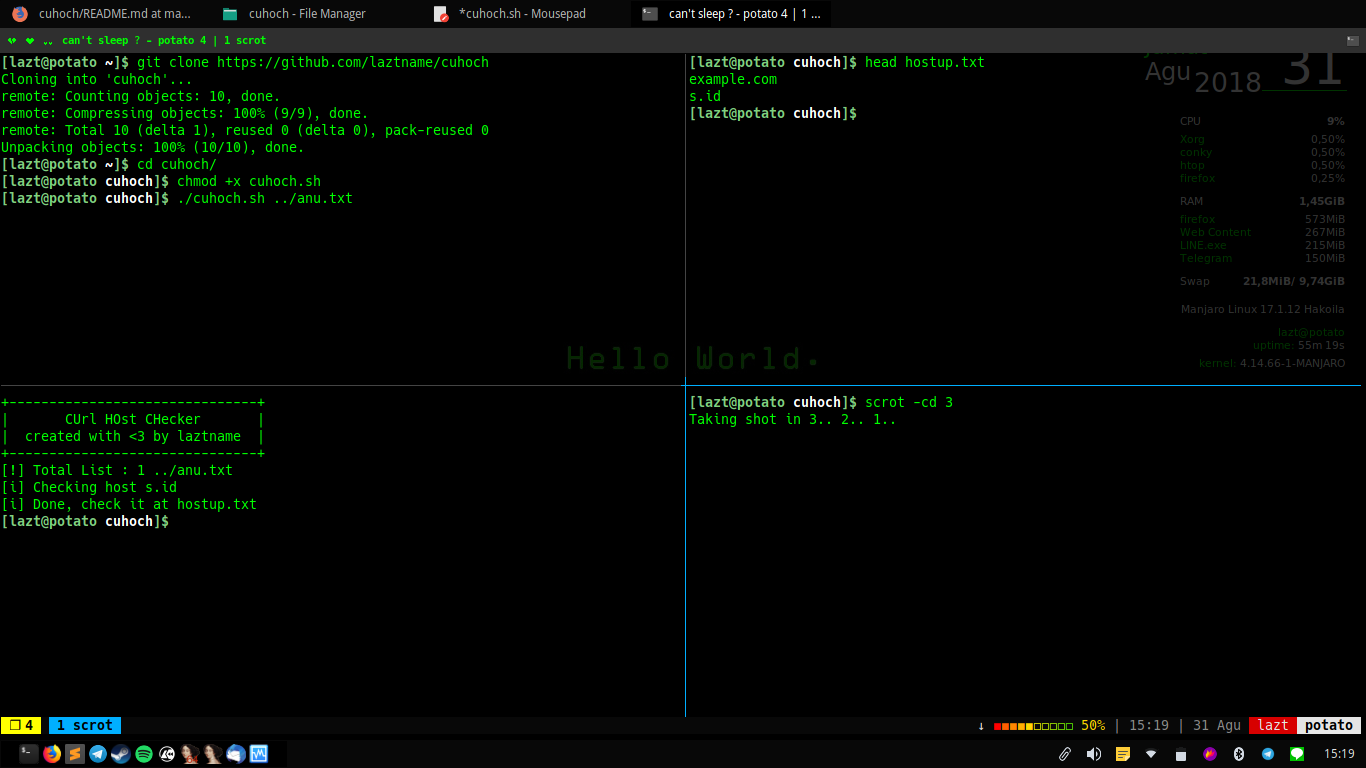 cuhoch/README.md at ma...
cuhoch - File Manager
*cuhoch.sh - Mousepad
can't sleep ? - potato 4 | 1 ...
can't sleep ? - potato 4 | 1 scrot
[lazt@potato ~]$ git clone https://github.com/laztname/cuhoch
Cloning into 'cuhoch'...
remote: Counting objects: 10, done.
remote: Compressing objects: 100% (9/9), done.
remote: Total 10 (delta 1), reused 0 (delta 0), pack-reused 0
Unpacking objects: 100% (10/10), done.
[lazt@potato ~]$ cd cuhoch/
[lazt@potato cuhoch]$ chmod +x cuhoch.sh
[lazt@potato cuhoch]$ ./cuhoch.sh ../anu.txt
[lazt@potato cuhoch]$ head hostup.txt
example.com
s.id
[lazt@potato cuhoch]$
Agu 2018 31
CPU 9%
Xorg 0,50%
conky 0,50%
htop 0,50%
firefox 0,25%
RAM 1,45GiB
firefox 573MiB
Web Content 267MiB
LINE.exe 215MiB
Telegram 150MiB
Swap 21,8MiB/ 9,74GiB
Manjaro Linux 17.1.12 Hakoila
lazt@potato
uptime: 55m 19s
kernel: 4.14.66-1-MANJARO
Hello World.
+-------------------------------+
|       CUrl HOst CHecker       |
|  created with <3 by laztname  |
+-------------------------------+
[!] Total List : 1 ../anu.txt
[i] Checking host s.id
[i] Done, check it at hostup.txt
[lazt@potato cuhoch]$
[lazt@potato cuhoch]$ scrot -cd 3
Taking shot in 3.. 2.. 1..
❐ 4 1 scrot
↓ 50% | 15:19 | 31 Agu lazt potato
15:19